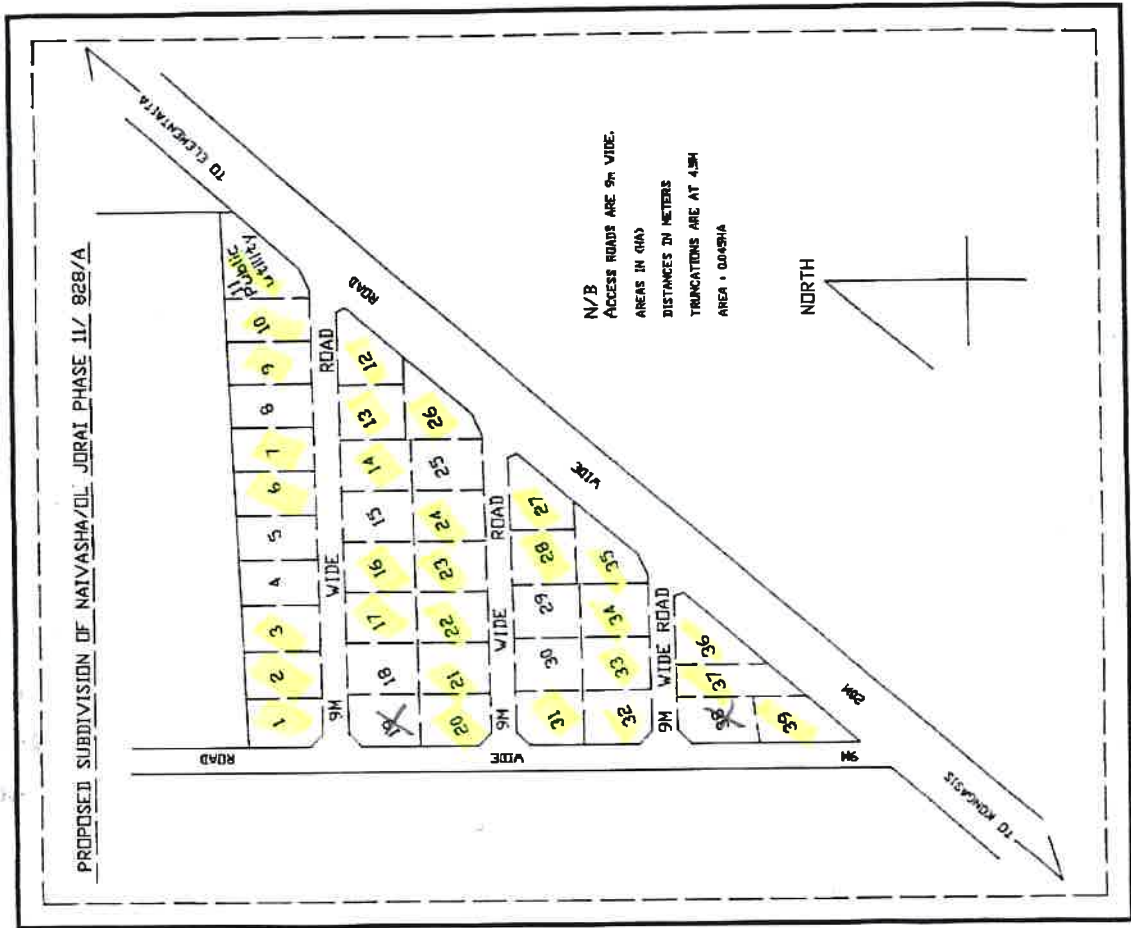 PROPOSED SUBDIVISION OF NAIVASHA/OL' JORAI PHASE 11/ 828/A
TO ELEMENTAITA
ROAD
WIDE
20M
TO KONGASIS
1 2 3 4 5 6 7 8 9 10 11 Public utility
9M WIDE ROAD
19 18 17 16 15 14 13 12
20 21 22 23 24 25 26
9M WIDE ROAD
31 30 29 28 27
32 33 34 35
9M WIDE ROAD
38 37 36
39
ROAD
WIDE
9M
N/B
ACCESS ROADS ARE 9m WIDE.
AREAS IN (HA)
DISTANCES IN METERS
TRUNCATIONS ARE AT 4.5M
AREA : 0.045HA
NORTH